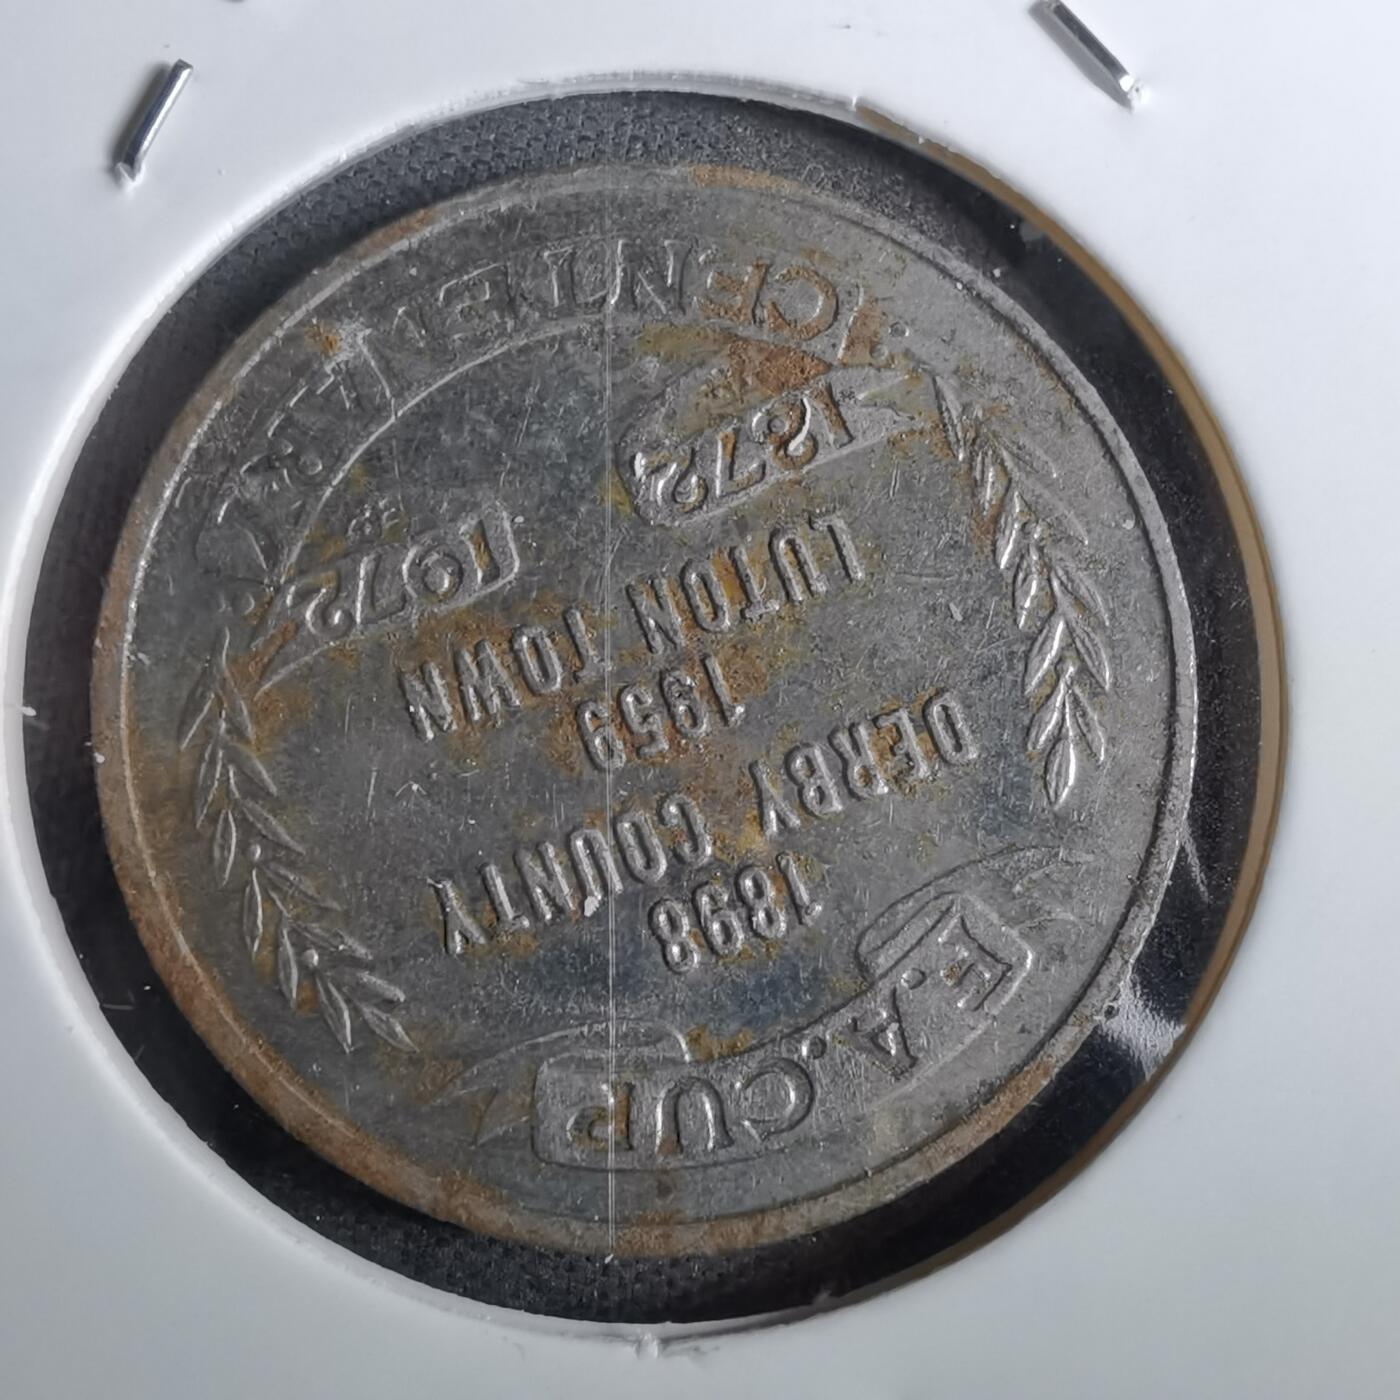 F.A.CUP
1898
DERBY COUNTY
1959
LUTON TOWN
1872 1972
CENTENARY